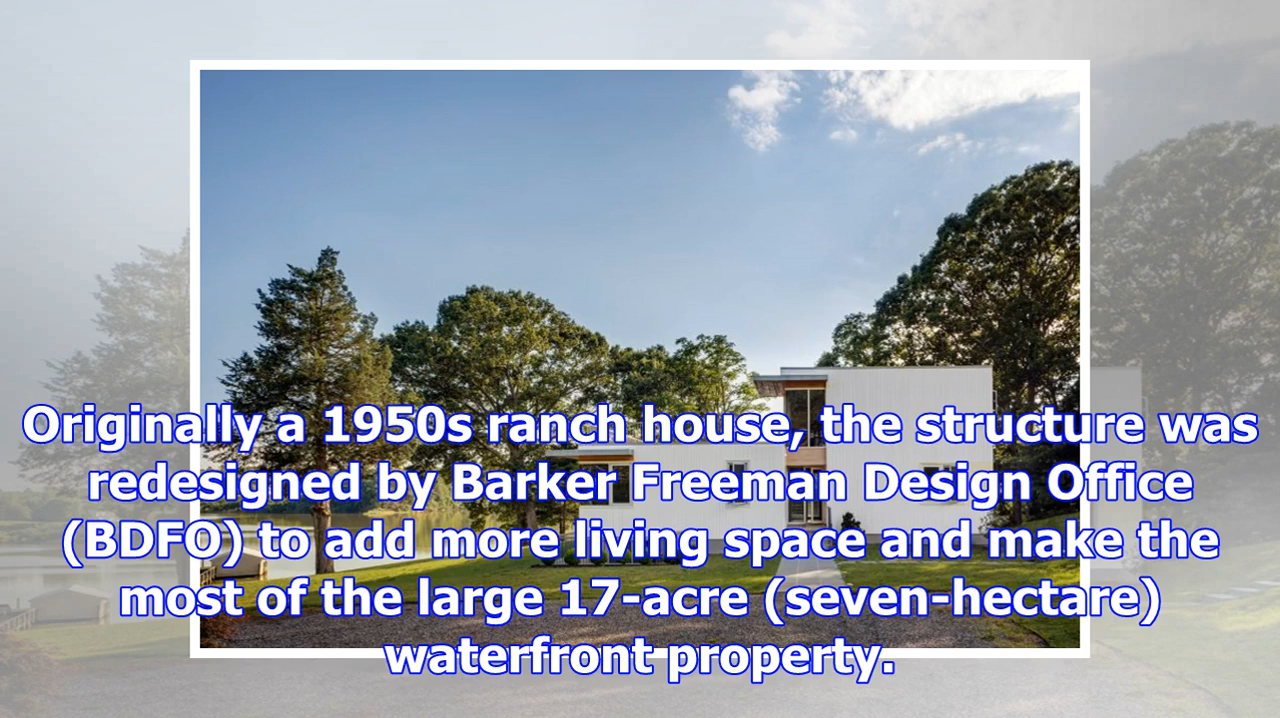 Originally a 1950s ranch house, the structure was
redesigned by Barker Freeman Design Office
(BDFO) to add more living space and make the
most of the large 17-acre (seven-hectare)
waterfront property.